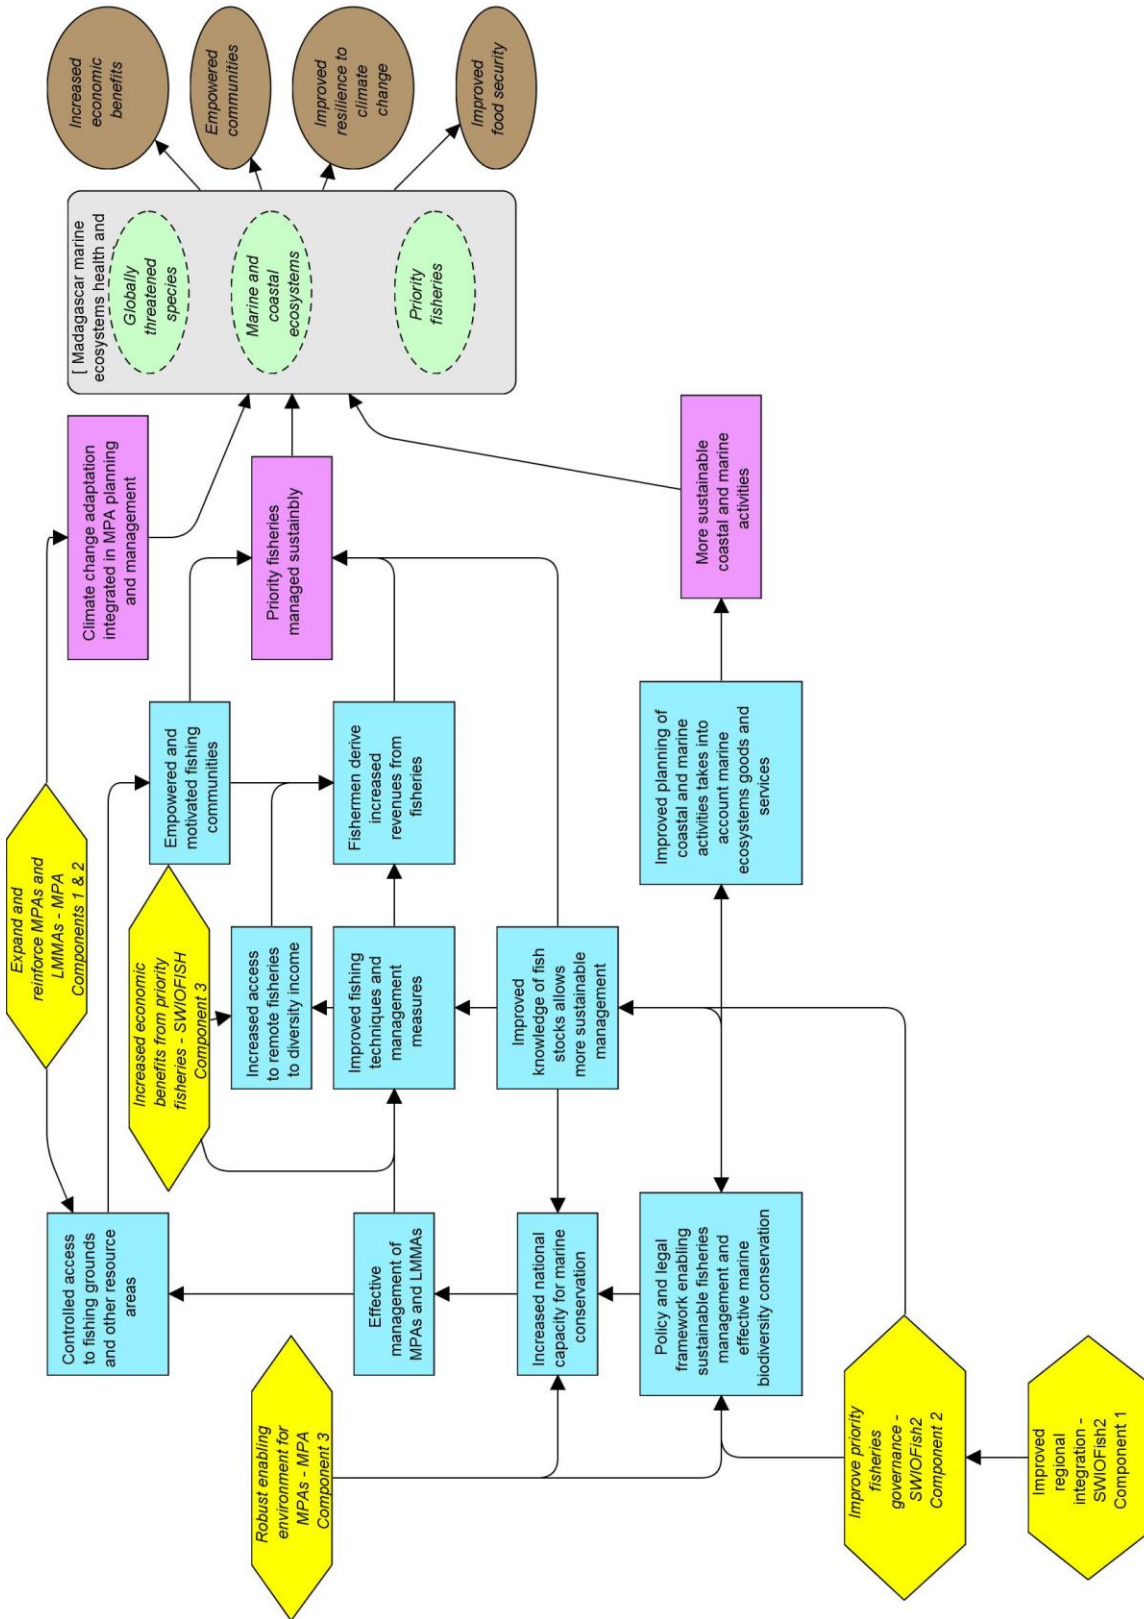 Expand and
reinforce MPAs and
LMMAs - MPA
Components 1 & 2
Controlled access
to fishing grounds
and other resource
areas
Climate change adaptation
integrated in MPA planning
and management
[ Madagascar marine
ecosystems health and
Globally
threatened
species
Marine and
coastal
ecosystems
Priority
fisheries
Increased
economic
benefits
Empowered
communities
Improved
resilience to
climate
change
Improved
food security
Increased economic
benefits from priority
fisheries - SWIOFISH
Component 3
Empowered and
motivated fishing
communities
Increased access
to remote fisheries
to diversity income
Priority fisheries
managed sustainbly
Robust enabling
environment for
MPAs - MPA
Component 3
Effective
management of
MPAs and LMMAs
Improved fishing
techniques and
management
measures
Fishermen derive
increased
revenues from
fisheries
Increased national
capacity for marine
conservation
Improved
knowledge of fish
stocks allows
more sustainable
management
Policy and legal
framework enabling
sustainable fisheries
management and
effective marine
biodiversity conservation
Improved planning of
coastal and marine
activities takes into
account marine
ecosystems goods and
services
More sustainable
coastal and marine
activities
Improve priority
fisheries
governance -
SWIOFish2
Component 2
Improved
regional
integration -
SWIOFish2
Component 1